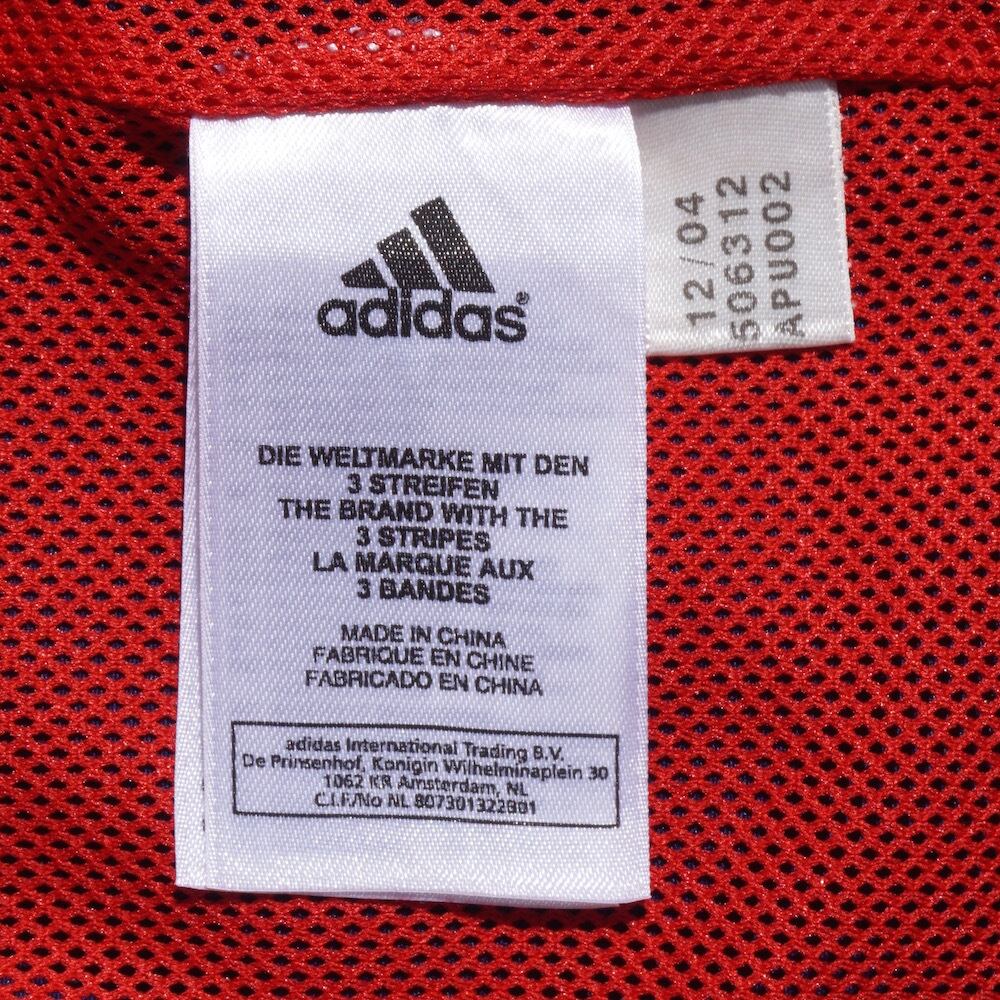 adidas®
DIE WELTMARKE MIT DEN
3 STREIFEN
THE BRAND WITH THE
3 STRIPES
LA MARQUE AUX
3 BANDES
MADE IN CHINA
FABRIQUE EN CHINE
FABRICADO EN CHINA
adidas International Trading B.V.
De Prinsenhof, Konigin Wilhelminaplein 30
1062 KR Amsterdam, NL
C.I.F./No NL 807301322B01
12/04
506312
APU002